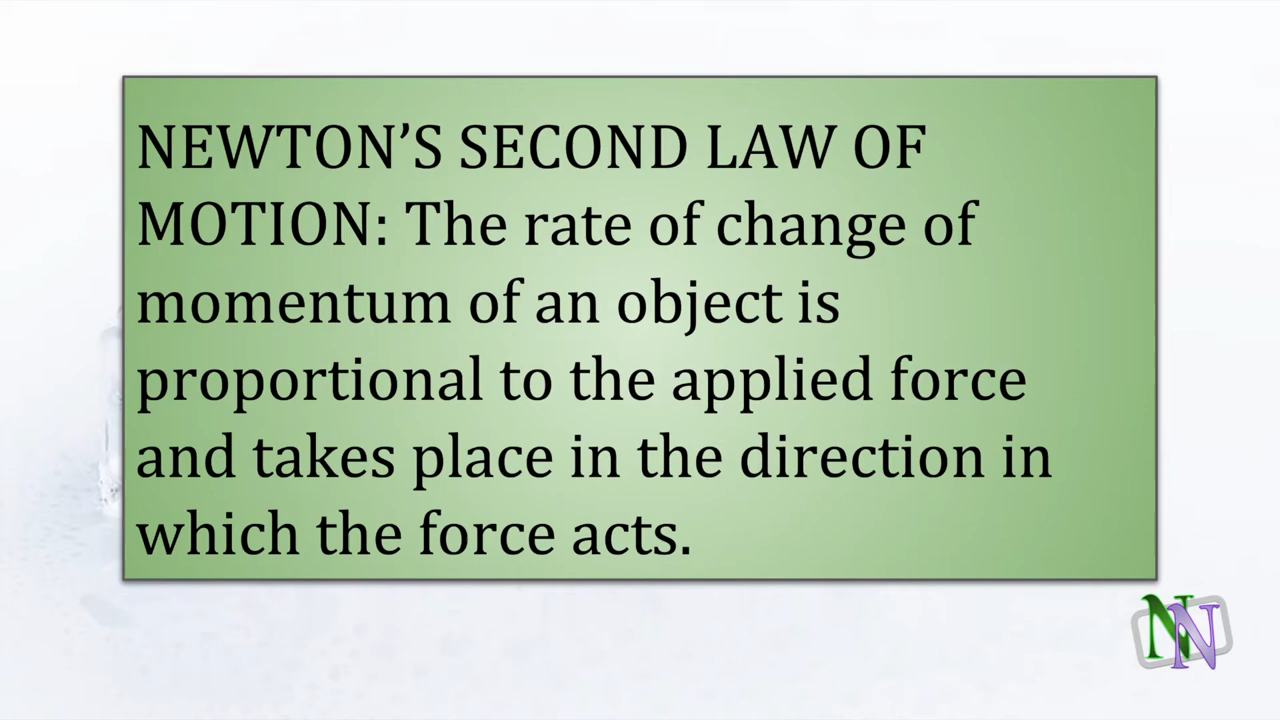 NEWTON’S SECOND LAW OF
MOTION: The rate of change of
momentum of an object is
proportional to the applied force
and takes place in the direction in
which the force acts.
NN